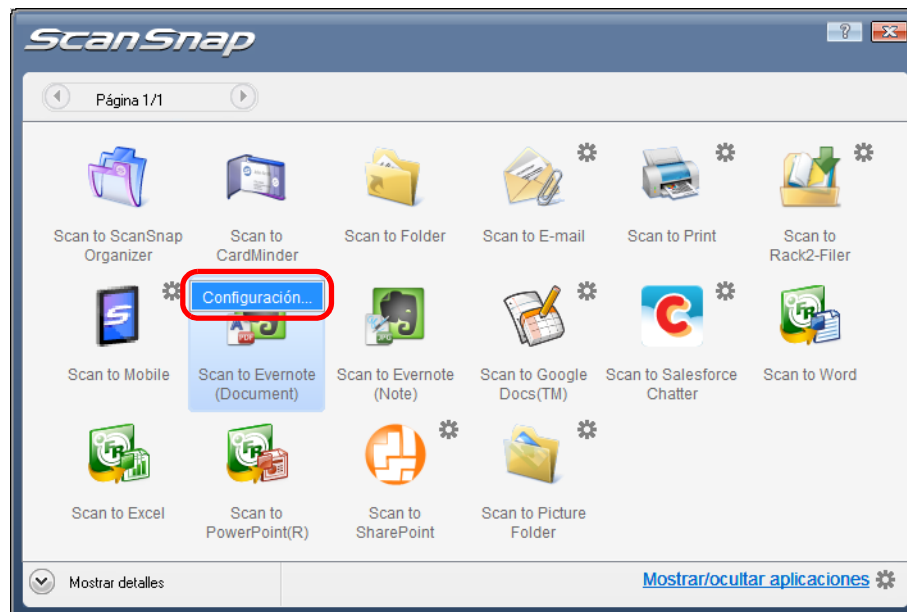 ScanSnap
Página 1/1
Scan to ScanSnap
Organizer
Scan to
CardMinder
Scan to Folder
Scan to E-mail
Scan to Print
Scan to
Rack2-Filer
Configuración...
Scan to Mobile
Scan to Evernote
(Document)
Scan to Evernote
(Note)
Scan to Google
Docs(TM)
Scan to Salesforce
Chatter
Scan to Word
Scan to Excel
Scan to
PowerPoint(R)
Scan to
SharePoint
Scan to Picture
Folder
Mostrar detalles
Mostrar/ocultar aplicaciones